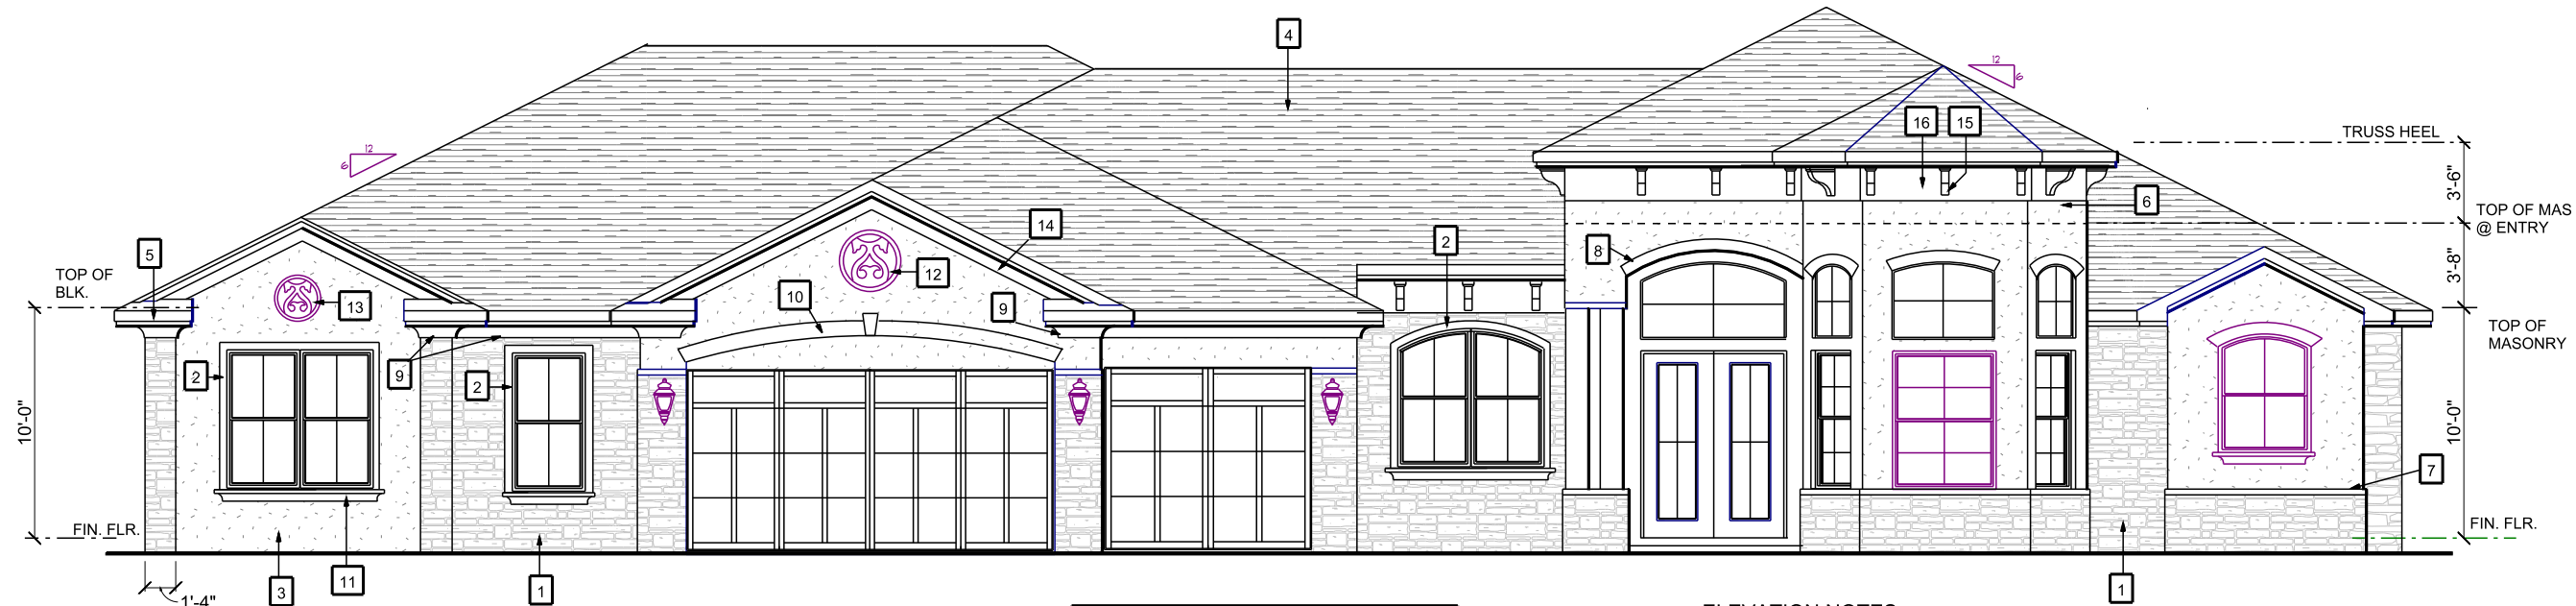 4
12
6
16
15
TRUSS HEEL
12
6
3'-6"
6
TOP OF MAS
@ ENTRY
14
5
2
8
TOP OF
BLK.
12
3'-8"
13
10
9
TOP OF
MASONRY
2
9
2
10'-0"
10'-0"
7
FIN. FLR.
FIN. FLR.
3
11
1
1
1'-4"
ELEVATION NOTES